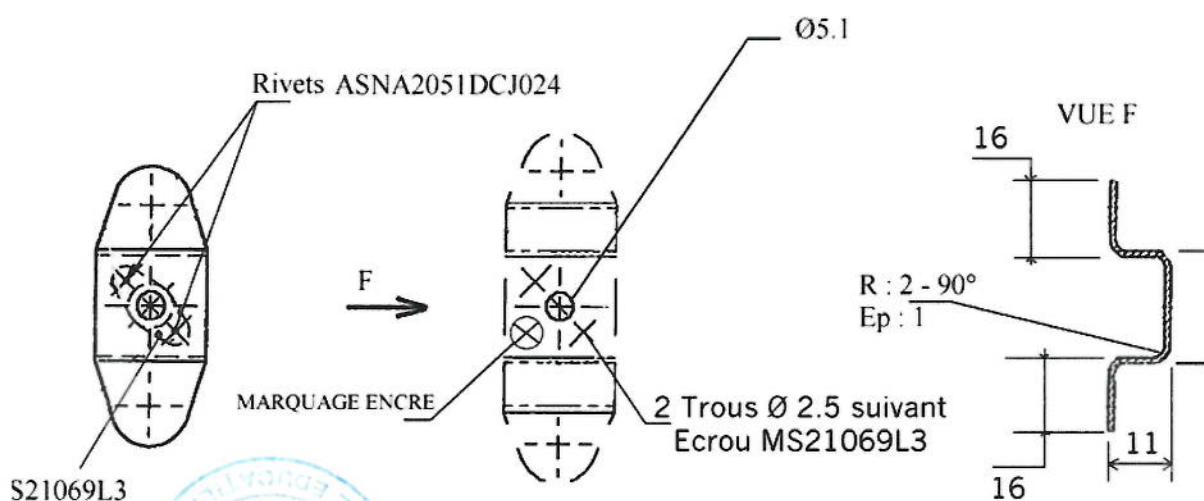 Ø5.1
Rivets ASNA2051DCJ024
VUE F
16
F
R : 2 - 90°
Ep : 1
MARQUAGE ENCRE
2 Trous Ø 2.5 suivant
Ecrou MS21069L3
11
S21069L3
16